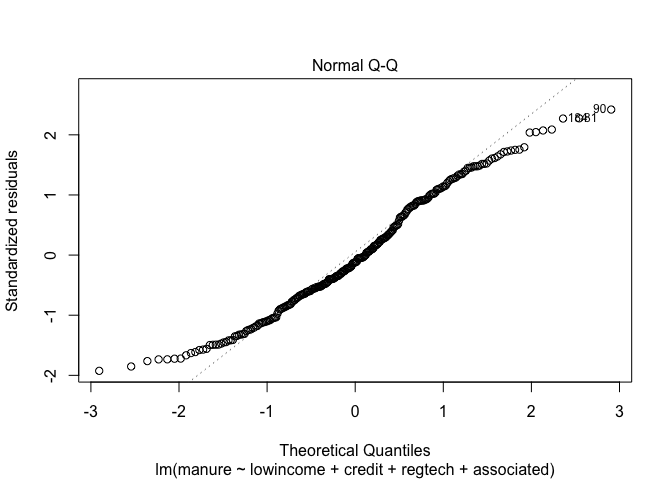 Normal Q-Q
90
Standardized residuals
2
1
0
-1
-2
-3 -2 -1 0 1 2 3
Theoretical Quantiles
lm(manure ~ lowincome + credit + regtech + associated)